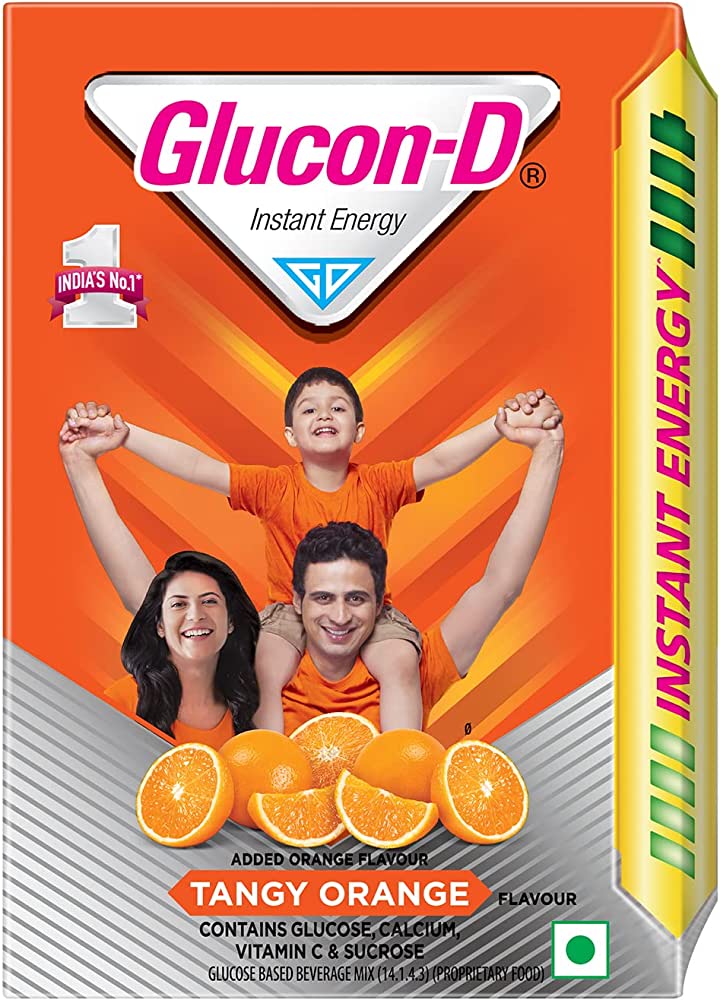 Glucon-D®
Instant Energy
GD
1
INDIA'S No.1*
INSTANT ENERGY^
Ø
ADDED ORANGE FLAVOUR
TANGY ORANGE FLAVOUR
CONTAINS GLUCOSE, CALCIUM,
VITAMIN C & SUCROSE
GLUCOSE BASED BEVERAGE MIX (14.1.4.3) (PROPRIETARY FOOD)